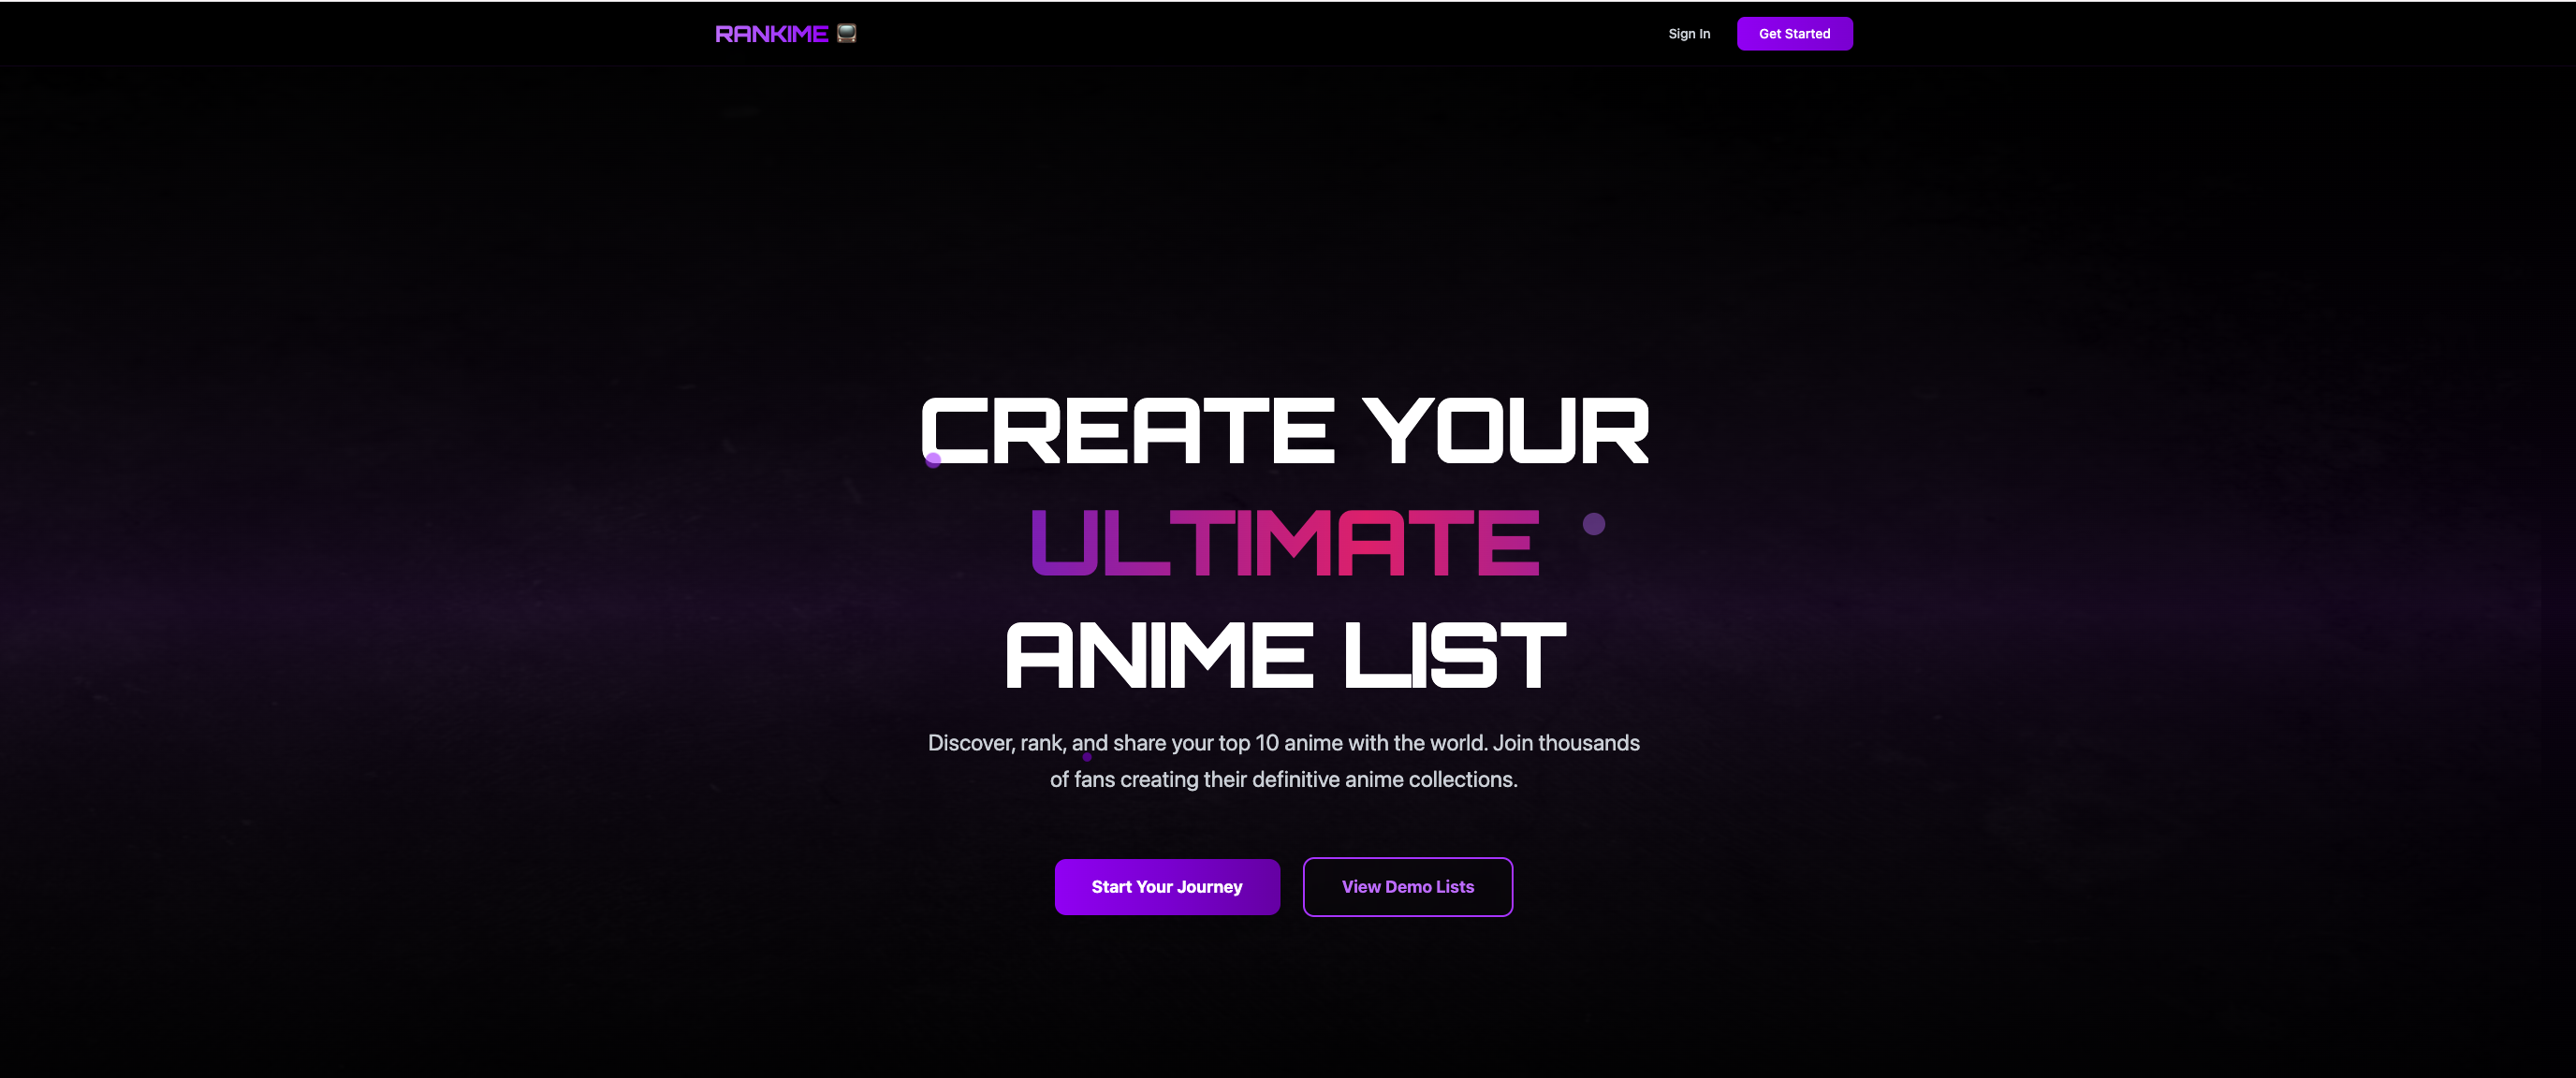 RANKIME
Sign In
Get Started
CREATE YOUR
ULTIMATE
ANIME LIST
Discover, rank, and share your top 10 anime with the world. Join thousands
of fans creating their definitive anime collections.
Start Your Journey
View Demo Lists